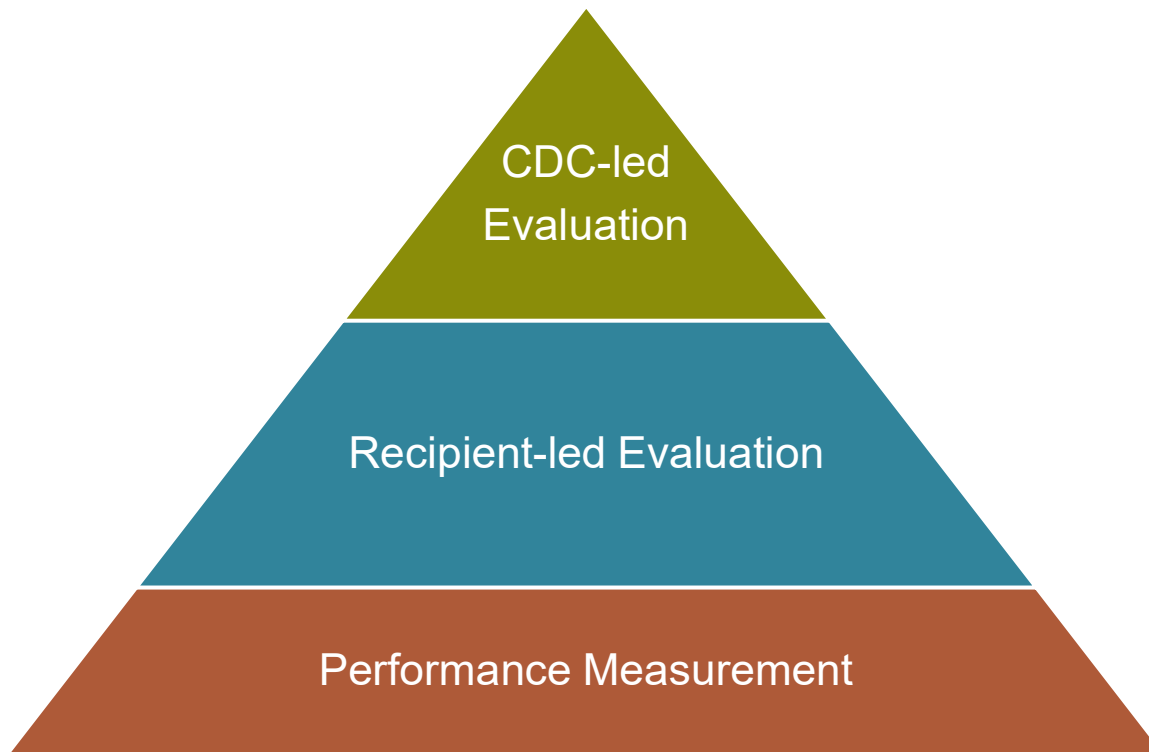 CDC-led
Evaluation
Recipient-led Evaluation
Performance Measurement